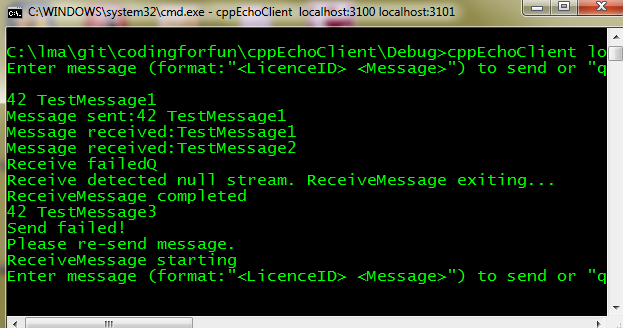 C:\WINDOWS\system32\cmd.exe - cppEchoClient localhost:3100 localhost:3101
C:\lma\git\codingforfun\cppEchoClient\Debug>cppEchoClient lo
Enter message (format:"<LicenceID> <Message>") to send or "q
42 TestMessage1
Message sent:42 TestMessage1
Message received:TestMessage1
Message received:TestMessage2
Receive failedQ
Receive detected null stream. ReceiveMessage exiting...
ReceiveMessage completed
42 TestMessage3
Send failed!
Please re-send message.
ReceiveMessage starting
Enter message (format:"<LicenceID> <Message>") to send or "q